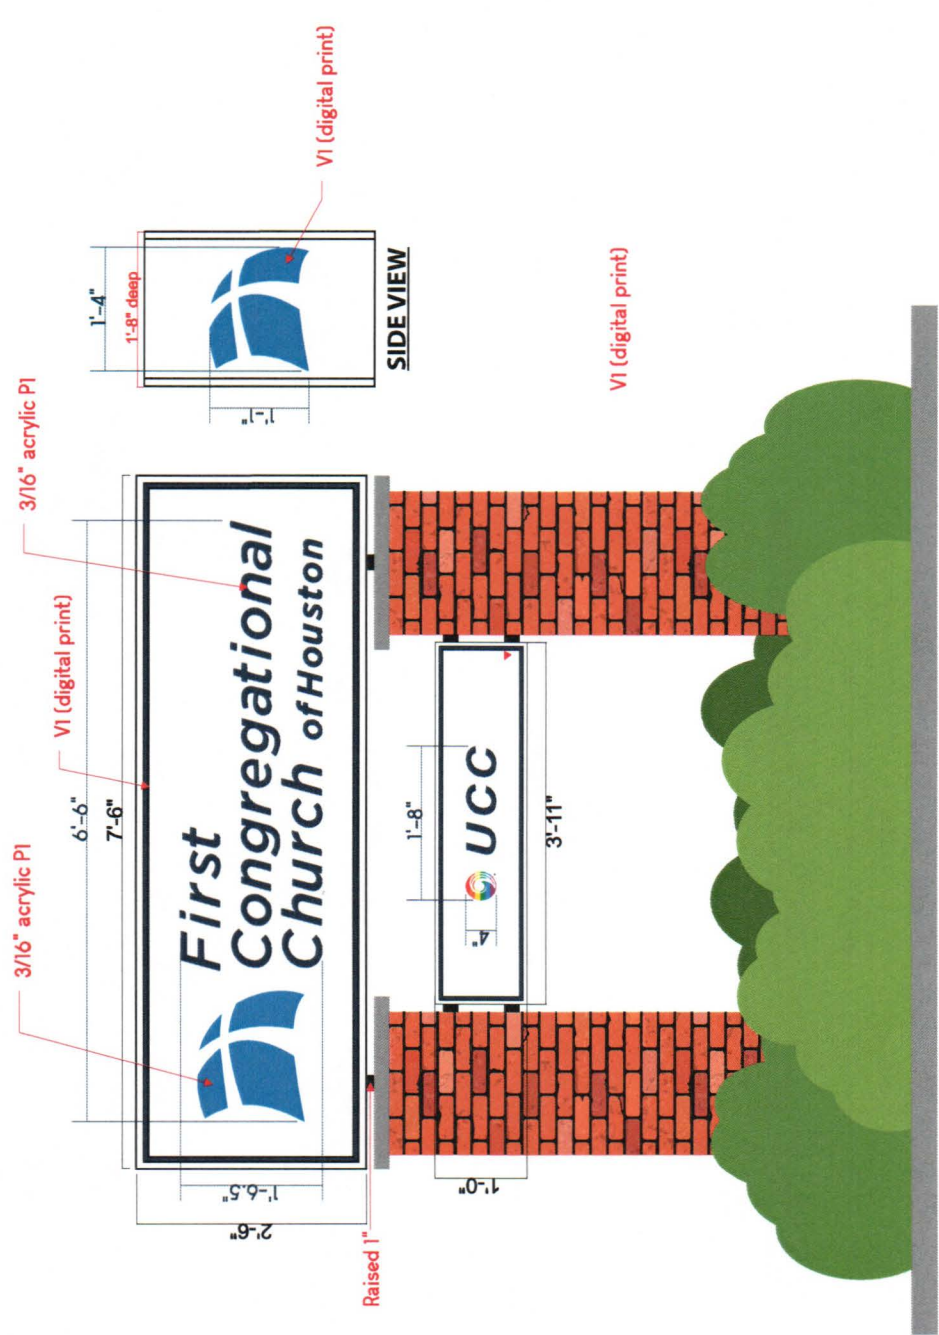 3/16" acrylic P1
V1 (digital print)
3/16" acrylic P1
6'-6"
7'-6"
First
Congregational
Church of Houston
2'-6"
1'-6.5"
Raised 1"
1'-4"
1'-8" deep
1'-1"
SIDE VIEW
V1 (digital print)
1'-8"
4"
UCC
3'-11"
1'-0"
V1 (digital print)